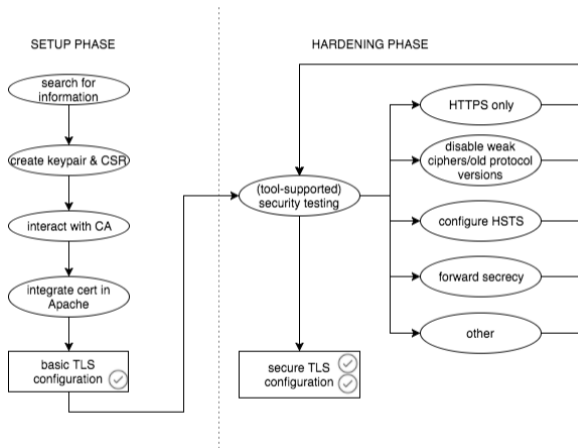 SETUP PHASE
search for
information
create keypair & CSR
interact with CA
integrate cert in
Apache
basic TLS
configuration
HARDENING PHASE
(tool-supported)
security testing
secure TLS
configuration
HTTPS only
disable weak
ciphers/old protocol
versions
configure HSTS
forward secrecy
other